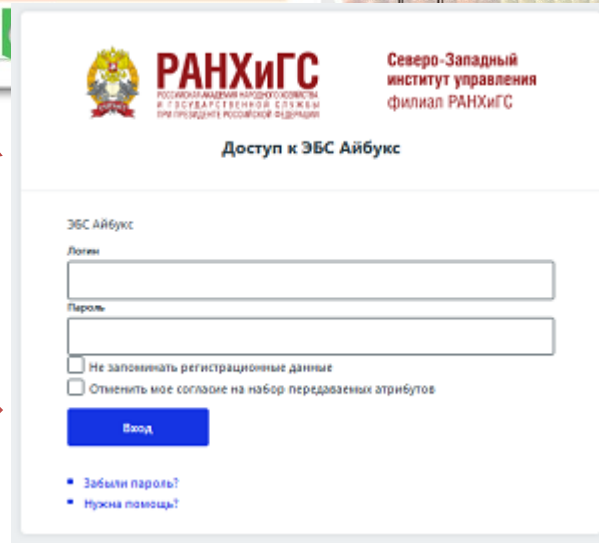 РАНХиГС
РОССИЙСКАЯ АКАДЕМИЯ НАРОДНОГО ХОЗЯЙСТВА
И ГОСУДАРСТВЕННОЙ СЛУЖБЫ
ПРИ ПРЕЗИДЕНТЕ РОССИЙСКОЙ ФЕДЕРАЦИИ
Северо-Западный
институт управления
филиал РАНХиГС
Доступ к ЭБС Айбукс
ЭБС Айбукс
Логин
Пароль
Не запоминать регистрационные данные
Отменить мое согласие на набор передаваемых атрибутов
Вход
Забыли пароль?
Нужна помощь?